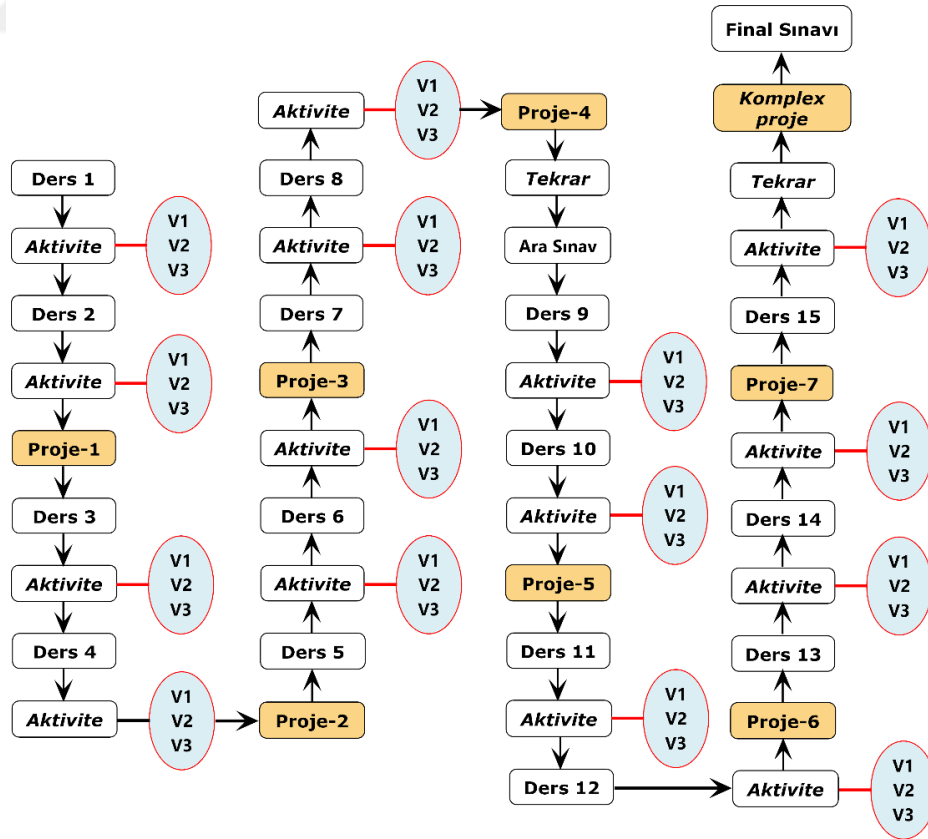 Ders 1
Aktivite
V1
V2
V3
Ders 2
Aktivite
V1
V2
V3
Proje-1
Ders 3
Aktivite
V1
V2
V3
Ders 4
Aktivite
V1
V2
V3
Proje-2
Ders 5
Aktivite
V1
V2
V3
Ders 6
Aktivite
V1
V2
V3
Proje-3
Ders 7
Aktivite
V1
V2
V3
Ders 8
Aktivite
V1
V2
V3
Proje-4
Tekrar
Ara Sınav
Ders 9
Aktivite
V1
V2
V3
Ders 10
Aktivite
V1
V2
V3
Proje-5
Ders 11
Aktivite
V1
V2
V3
Ders 12
Aktivite
V1
V2
V3
Proje-6
Ders 13
Aktivite
V1
V2
V3
Ders 14
Aktivite
V1
V2
V3
Proje-7
Ders 15
Aktivite
V1
V2
V3
Tekrar
Komplex
proje
Final Sınavı